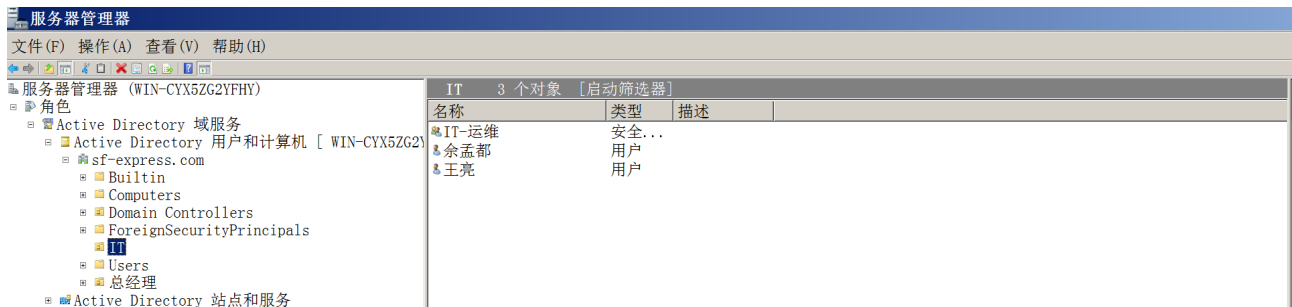 服务器管理器
文件(F) 操作(A) 查看(V) 帮助(H)
服务器管理器 (WIN-CYX5ZG2YFHY)
角色
Active Directory 域服务
Active Directory 用户和计算机 [ WIN-CYX5ZG2Y
sf-express.com
Builtin
Computers
Domain Controllers
ForeignSecurityPrincipals
IT
Users
总经理
Active Directory 站点和服务
IT 3 个对象 [启动筛选器]
名称 类型 描述
IT-运维 安全...
佘孟都 用户
王亮 用户